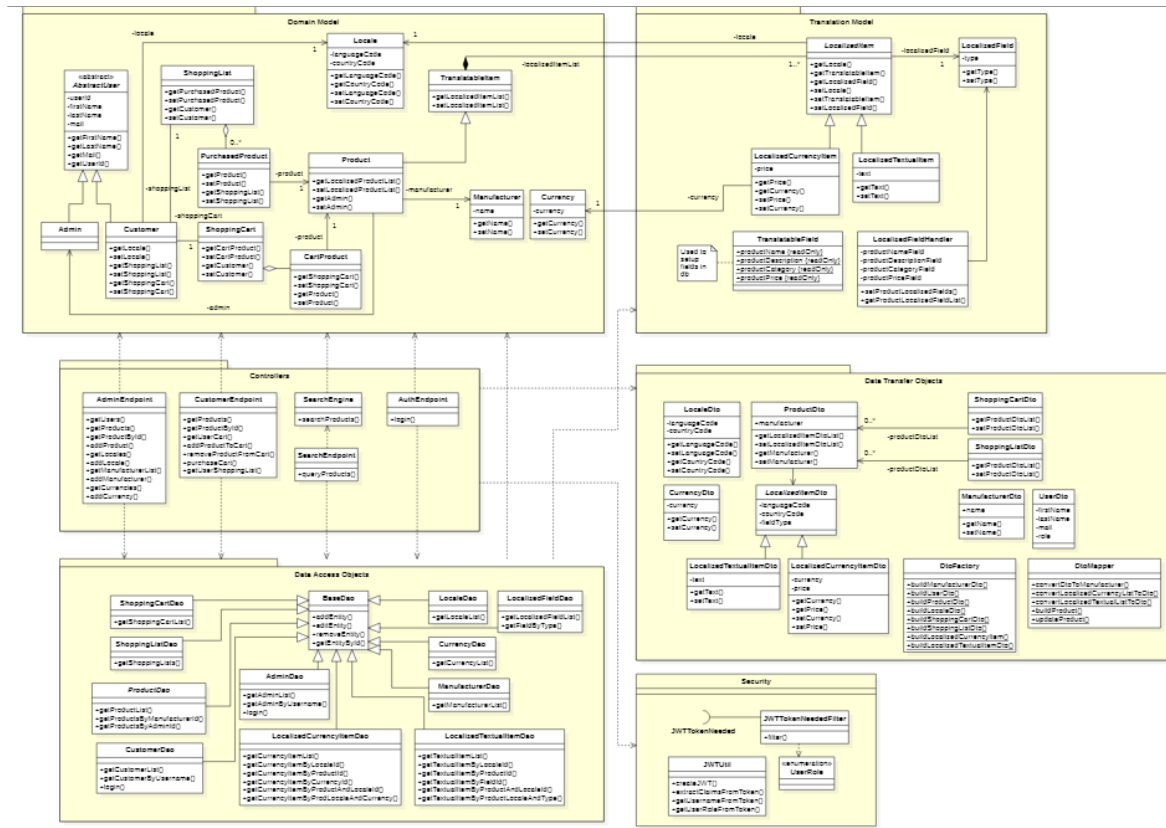 Domain Model
-locale
1
1
Locale
-languageCode
-countryCode
+getLanguageCode()
+getCountryCode()
+setLanguageCode()
+setCountryCode()
«abstract»
AbstractUser
-userId
-firstName
-lastName
-mail
+getFirstName()
+getLastName()
+getMail()
+getUserId()
ShoppingList
+getPurchasedProduct()
+setPurchasedProduct()
+getCustomer()
+setCustomer()
1
0..*
TranslatableItem
+getLocalizedItemList()
+setLocalizedItemList()
PurchasedProduct
+getProduct()
+setProduct()
+getShoppingList()
+setShoppingList()
-product
1
Product
+getLocalizedProductList()
+setLocalizedProductList()
+getAdmin()
+setAdmin()
-manufacturer
1
Manufacturer
-name
+getName()
+setName()
Currency
-currency
+getCurrency()
+setCurrency()
1
-shoppingList
-shoppingCart
1
Admin
Customer
+getLocale()
+setLocale()
+getShoppingList()
+setShoppingList()
+getShoppingCart()
+setShoppingCart()
ShoppingCart
+getCartProduct()
+setCartProduct()
+getCustomer()
+setCustomer()
-product
1
CartProduct
+getShoppingCart()
+setShoppingCart()
+getProduct()
+setProduct()
-admin
Translation Model
-locale
-localizedItemList
1..*
LocalizedItem
+getLocale()
+getTranslatableItem()
+getLocalizedField()
+setLocale()
+setTranslatableItem()
+setLocalizedField()
-localizedField
1
LocalizedField
-type
+getType()
+setType()
LocalizedCurrencyItem
-price
+getPrice()
+getCurrency()
+setPrice()
+setCurrency()
-currency
LocalizedTextualItem
-text
+getText()
+setText()
Used to
setup
fields in
db
TranslatableField
+productName {readOnly}
+productDescription {readOnly}
+productCategory {readOnly}
+productPrice {readOnly}
LocalizedFieldHandler
-productNameField
-productDescriptionField
-productCategoryField
-productPriceField
+setProductLocalizedFields()
+getProductLocalizedFieldList()
Controllers
AdminEndpoint
+getUsers()
+getProducts()
+getProductById()
+addProduct()
+getLocales()
+addLocale()
+getManufacturerList()
+addManufacturer()
+getCurrencies()
+addCurrency()
CustomerEndpoint
+getProducts()
+getProductById()
+getUserCart()
+addProductToCart()
+removeProductFromCart()
+purchaseCart()
+getUserShoppingList()
SearchEngine
+searchProducts()
SearchEndpoint
+queryProducts()
AuthEndpoint
+login()
Data Transfer Objects
LocaleDto
-languageCode
-countryCode
+getLanguageCode()
+setLanguageCode()
+getCountryCode()
+setCountryCode()
ProductDto
-manufacturer
+getLocalizedItemDtoList()
+setLocalizedItemDtoList()
+getManufacturer()
+setManufacturer()
0..*
-productDtoList
0..*
-productDtoList
ShoppingCartDto
+getProductDtoList()
+setProductDtoList()
ShoppingListDto
+getProductDtoList()
+setProductDtoList()
CurrencyDto
-currency
+getCurrency()
+setCurrency()
LocalizedItemDto
-languageCode
-countryCode
-fieldType
ManufacturerDto
+name
+getName()
+setName()
UserDto
-firstName
-lastName
-mail
-role
LocalizedTextualItemDto
-text
+getText()
+setText()
LocalizedCurrencyItemDto
-currency
-price
+getCurrency()
+getPrice()
+setCurrency()
+setPrice()
DtoFactory
+buildManufacturerDto()
+buildUserDto()
+buildProductDto()
+buildLocaleDto()
+buildShoppingCartDto()
+buildShoppingListDto()
+buildLocalizedCurrencyItem()
+buildLocalizedTextualItemDto()
DtoMapper
+convertDtoToManufacturer()
+convertLocalizedCurrencyListToDto()
+convertLocalizedTextualListToDto()
+buildProduct()
+updateProduct()
Data Access Objects
ShoppingCartDao
+getShoppingCartList()
BaseDao
+addEntity()
+editEntity()
+removeEntity()
+getEntityById()
LocaleDao
+getLocaleList()
LocalizedFieldDao
+getLocalizedFieldList()
+getFieldByType()
ShoppingListDao
+getShoppingLists()
CurrencyDao
+getCurrencyList()
ProductDao
+getProductList()
+getProductsByManufacturerId()
+getProductsByAdminId()
AdminDao
+getAdminList()
+getAdminByUsername()
+login()
ManufacturerDao
+getManufacturerList()
CustomerDao
+getCustomerList()
+getCustomerByUsername()
+login()
LocalizedCurrencyItemDao
+getCurrencyItemList()
+getCurrencyItemByLocaleId()
+getCurrencyItemByProductId()
+getCurrencyItemByCurrencyId()
+getCurrencyItemByProductAndLocaleId()
+getCurrencyItemByProdLocaleAndCurrency()
LocalizedTextualItemDao
+getTextualItemList()
+getTextualItemByLocaleId()
+getTextualItemByProductId()
+getTextualItemByFieldId()
+getTextualItemByProductAndLocaleId()
+getTextualItemByProdLocaleAndType()
Security
JWTTokenNeeded
JWTTokenNeededFilter
+filter()
JWTUtil
+createJWT()
+extractClaimsFromToken()
+getUsernameFromToken()
+getUserRoleFromToken()
«enumeration»
UserRole